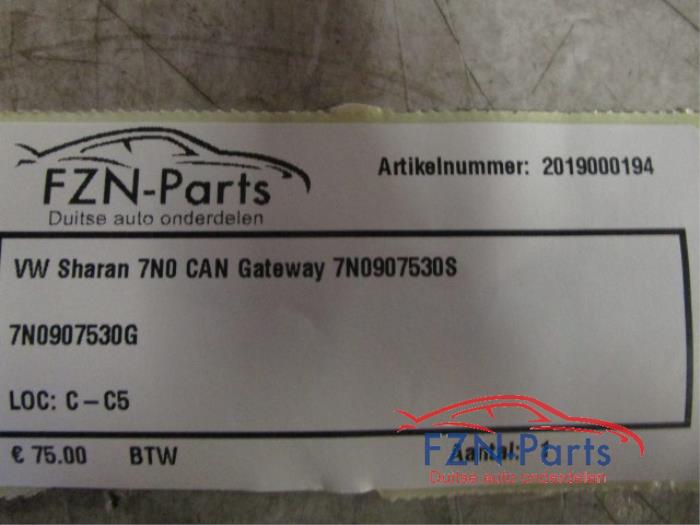 FZN-Parts
Duitse auto onderdelen
Artikelnummer: 2019000194
VW Sharan 7N0 CAN Gateway 7N0907530S
7N0907530G
LOC: C-C5
€ 75.00 BTW Aantal: 1
FZN-Parts
Duitse auto onderdelen